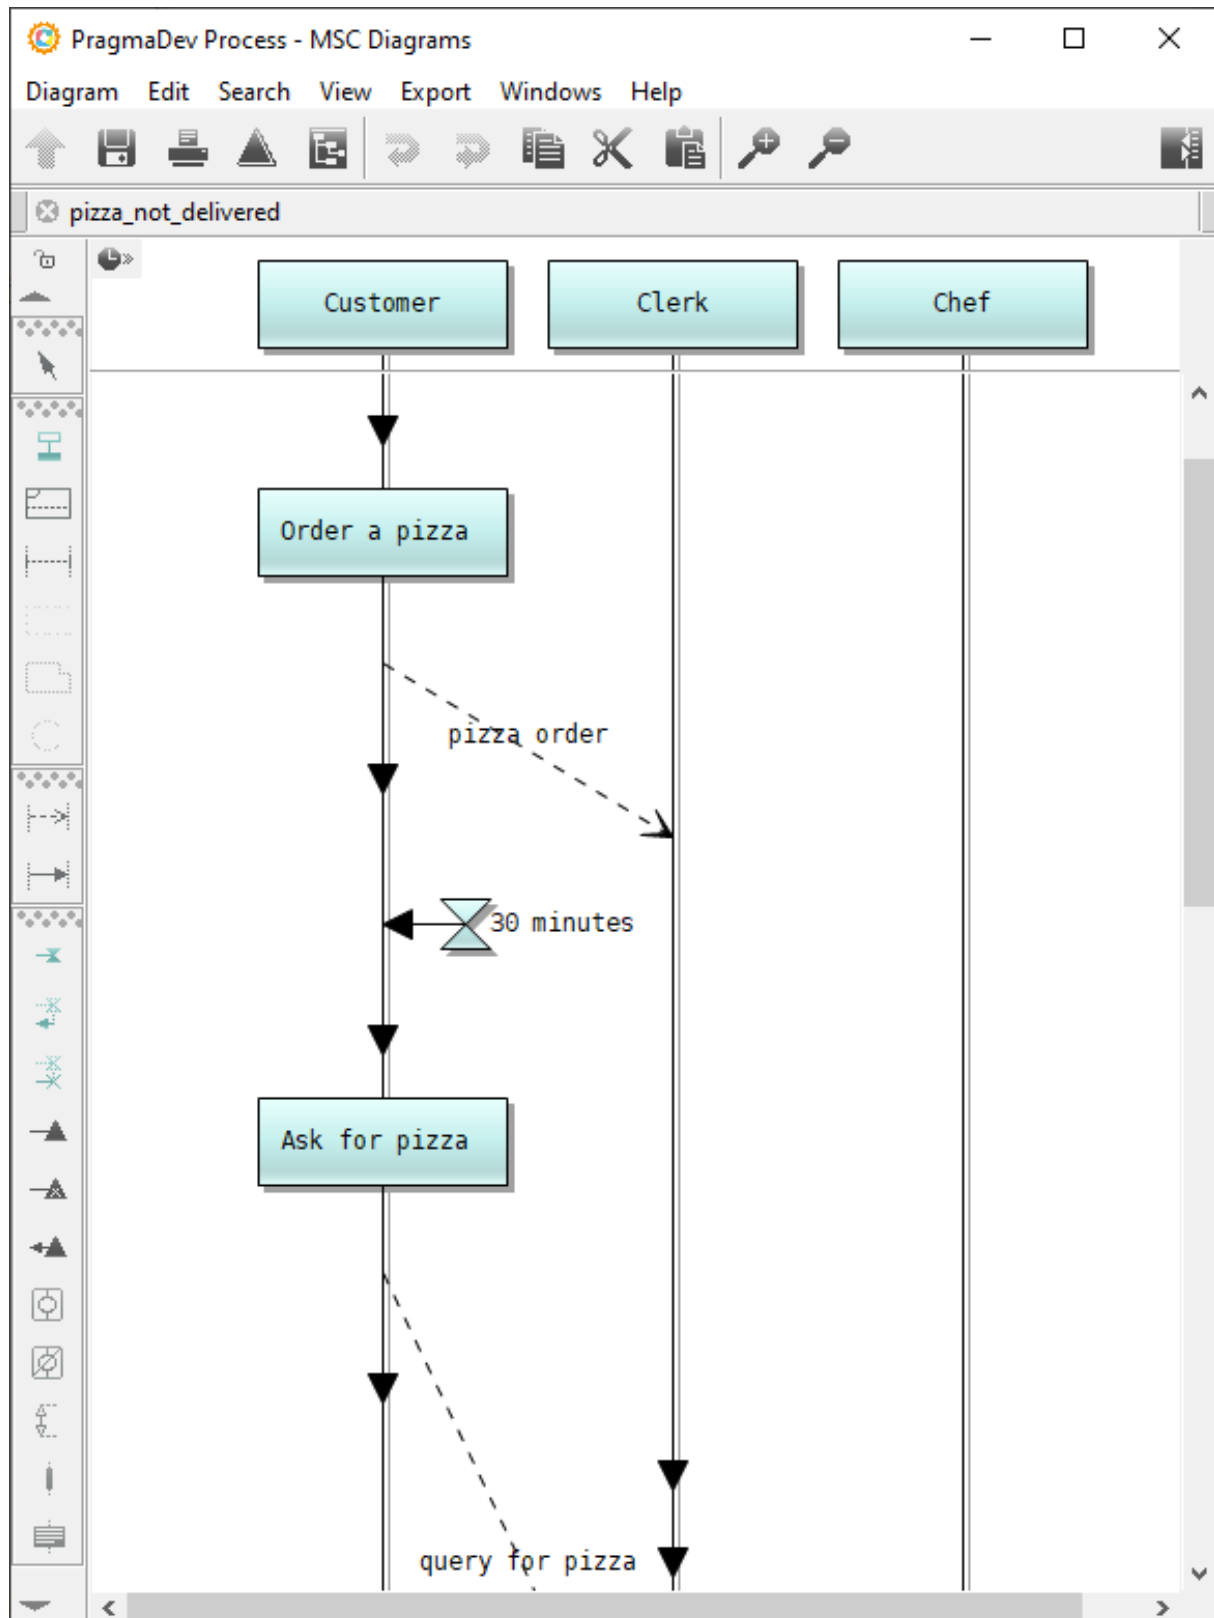 PragmaDev Process - MSC Diagrams
Diagram Edit Search View Export Windows Help
pizza_not_delivered
Customer Clerk Chef
Order a pizza
pizza order
30 minutes
Ask for pizza
query for pizza